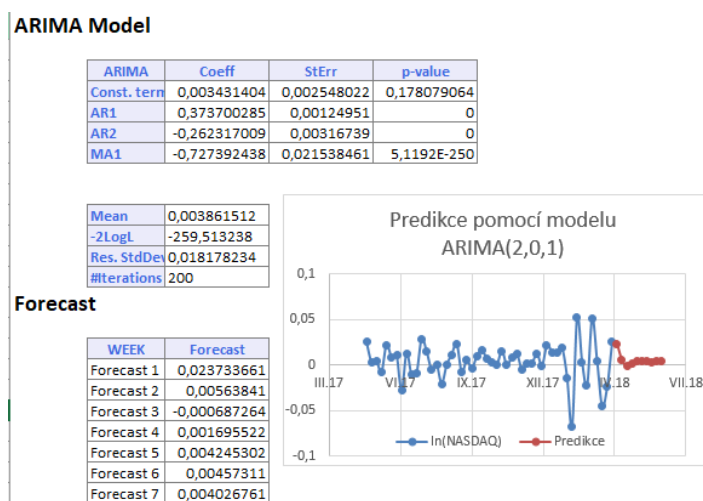 ARIMA Model
ARIMA Coeff StErr p-value
Const. term 0,003431404 0,002548022 0,178079064
AR1 0,373700285 0,00124951 0
AR2 -0,262317009 0,00316739 0
MA1 -0,727392438 0,021538461 5,1192E-250
Mean 0,003861512
-2LogL -259,513238
Res. StdDev 0,018178234
#Iterations 200
Predikce pomocí modelu
ARIMA(2,0,1)
0,1
0,05
0
-0,05
-0,1
III.17 VI.17 IX.17 XII.17 IV.18 VII.18
ln(NASDAQ) Predikce
Forecast
WEEK Forecast
Forecast 1 0,023733661
Forecast 2 0,00563841
Forecast 3 -0,000687264
Forecast 4 0,001695522
Forecast 5 0,004245302
Forecast 6 0,00457311
Forecast 7 0,004026761